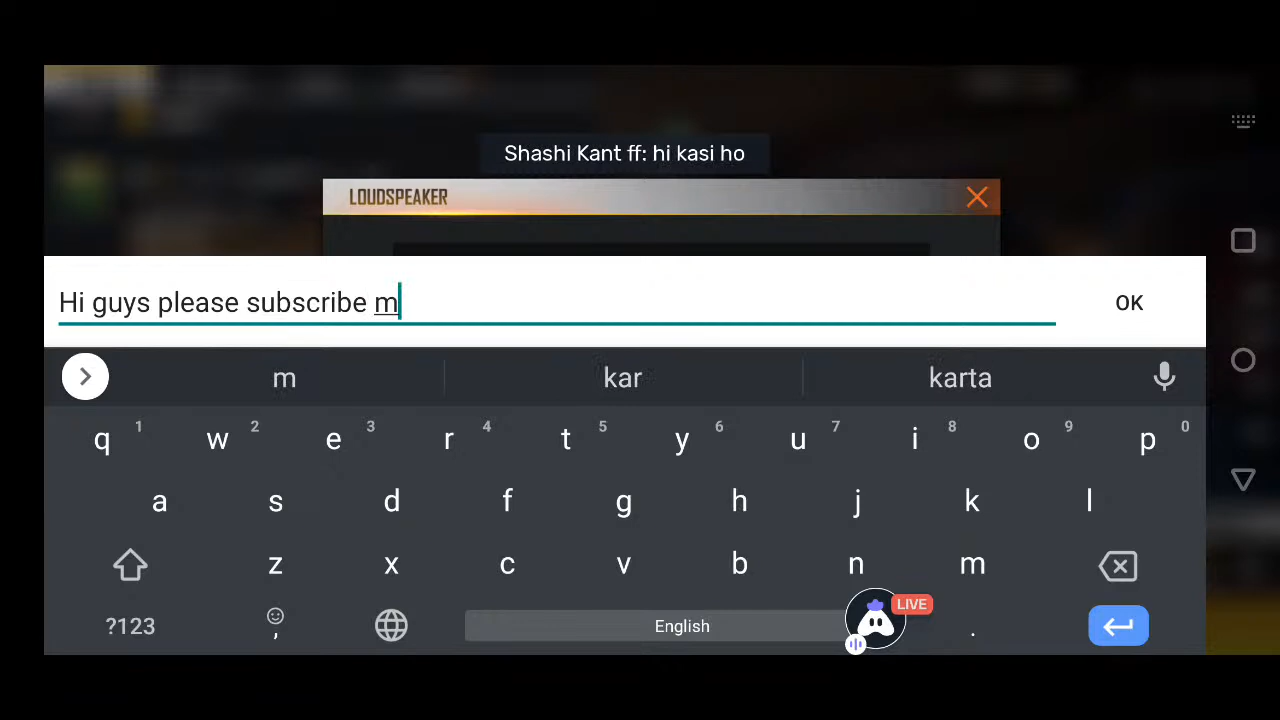 Shashi Kant ff: hi kasi ho
LOUDSPEAKER
Hi guys please subscribe m
OK
m kar karta
q 1 w 2 e 3 r 4 t 5 y 6 u 7 i 8 o 9 p 0
a s d f g h j k l
z x c v b n m
LIVE
?123 , English .